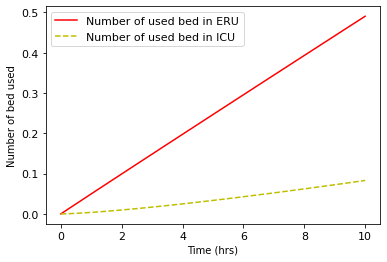 Number of used bed in ERU
Number of used bed in ICU
Number of bed used
0.5
0.4
0.3
0.2
0.1
0.0
0 2 4 6 8 10
Time (hrs)